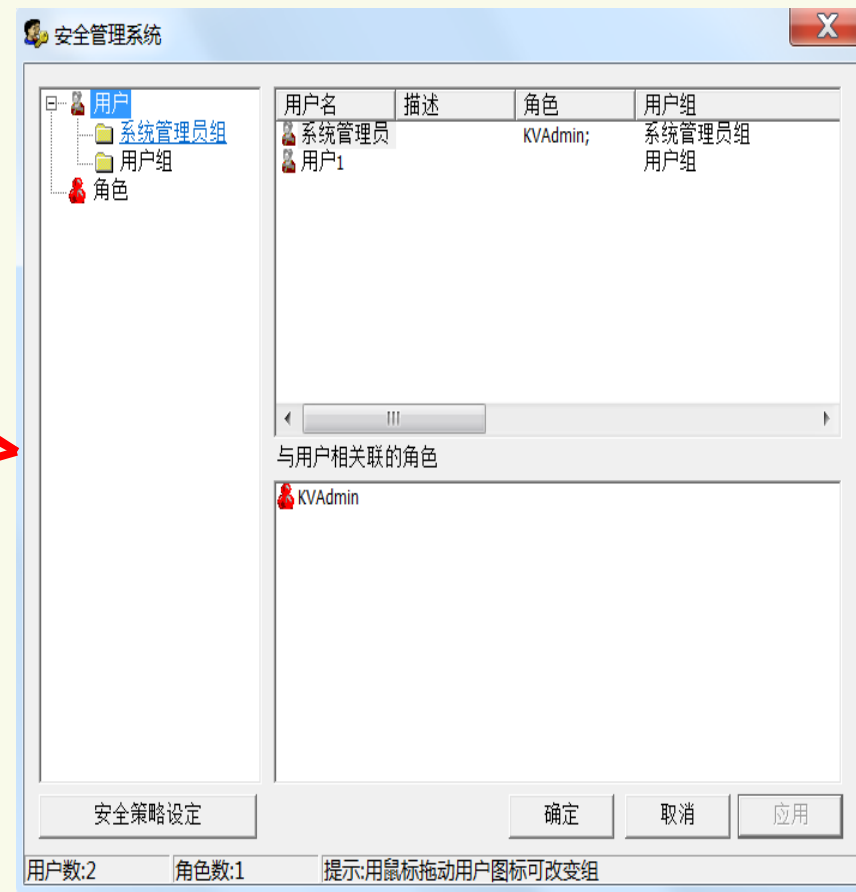 安全管理系统
用户
系统管理员组
用户组
角色
用户名 描述 角色 用户组
系统管理员 KVAdmin; 系统管理员组
用户1 用户组
与用户相关联的角色
KVAdmin
安全策略设定 确定 取消 应用
用户数:2 角色数:1 提示:用鼠标拖动用户图标可改变组